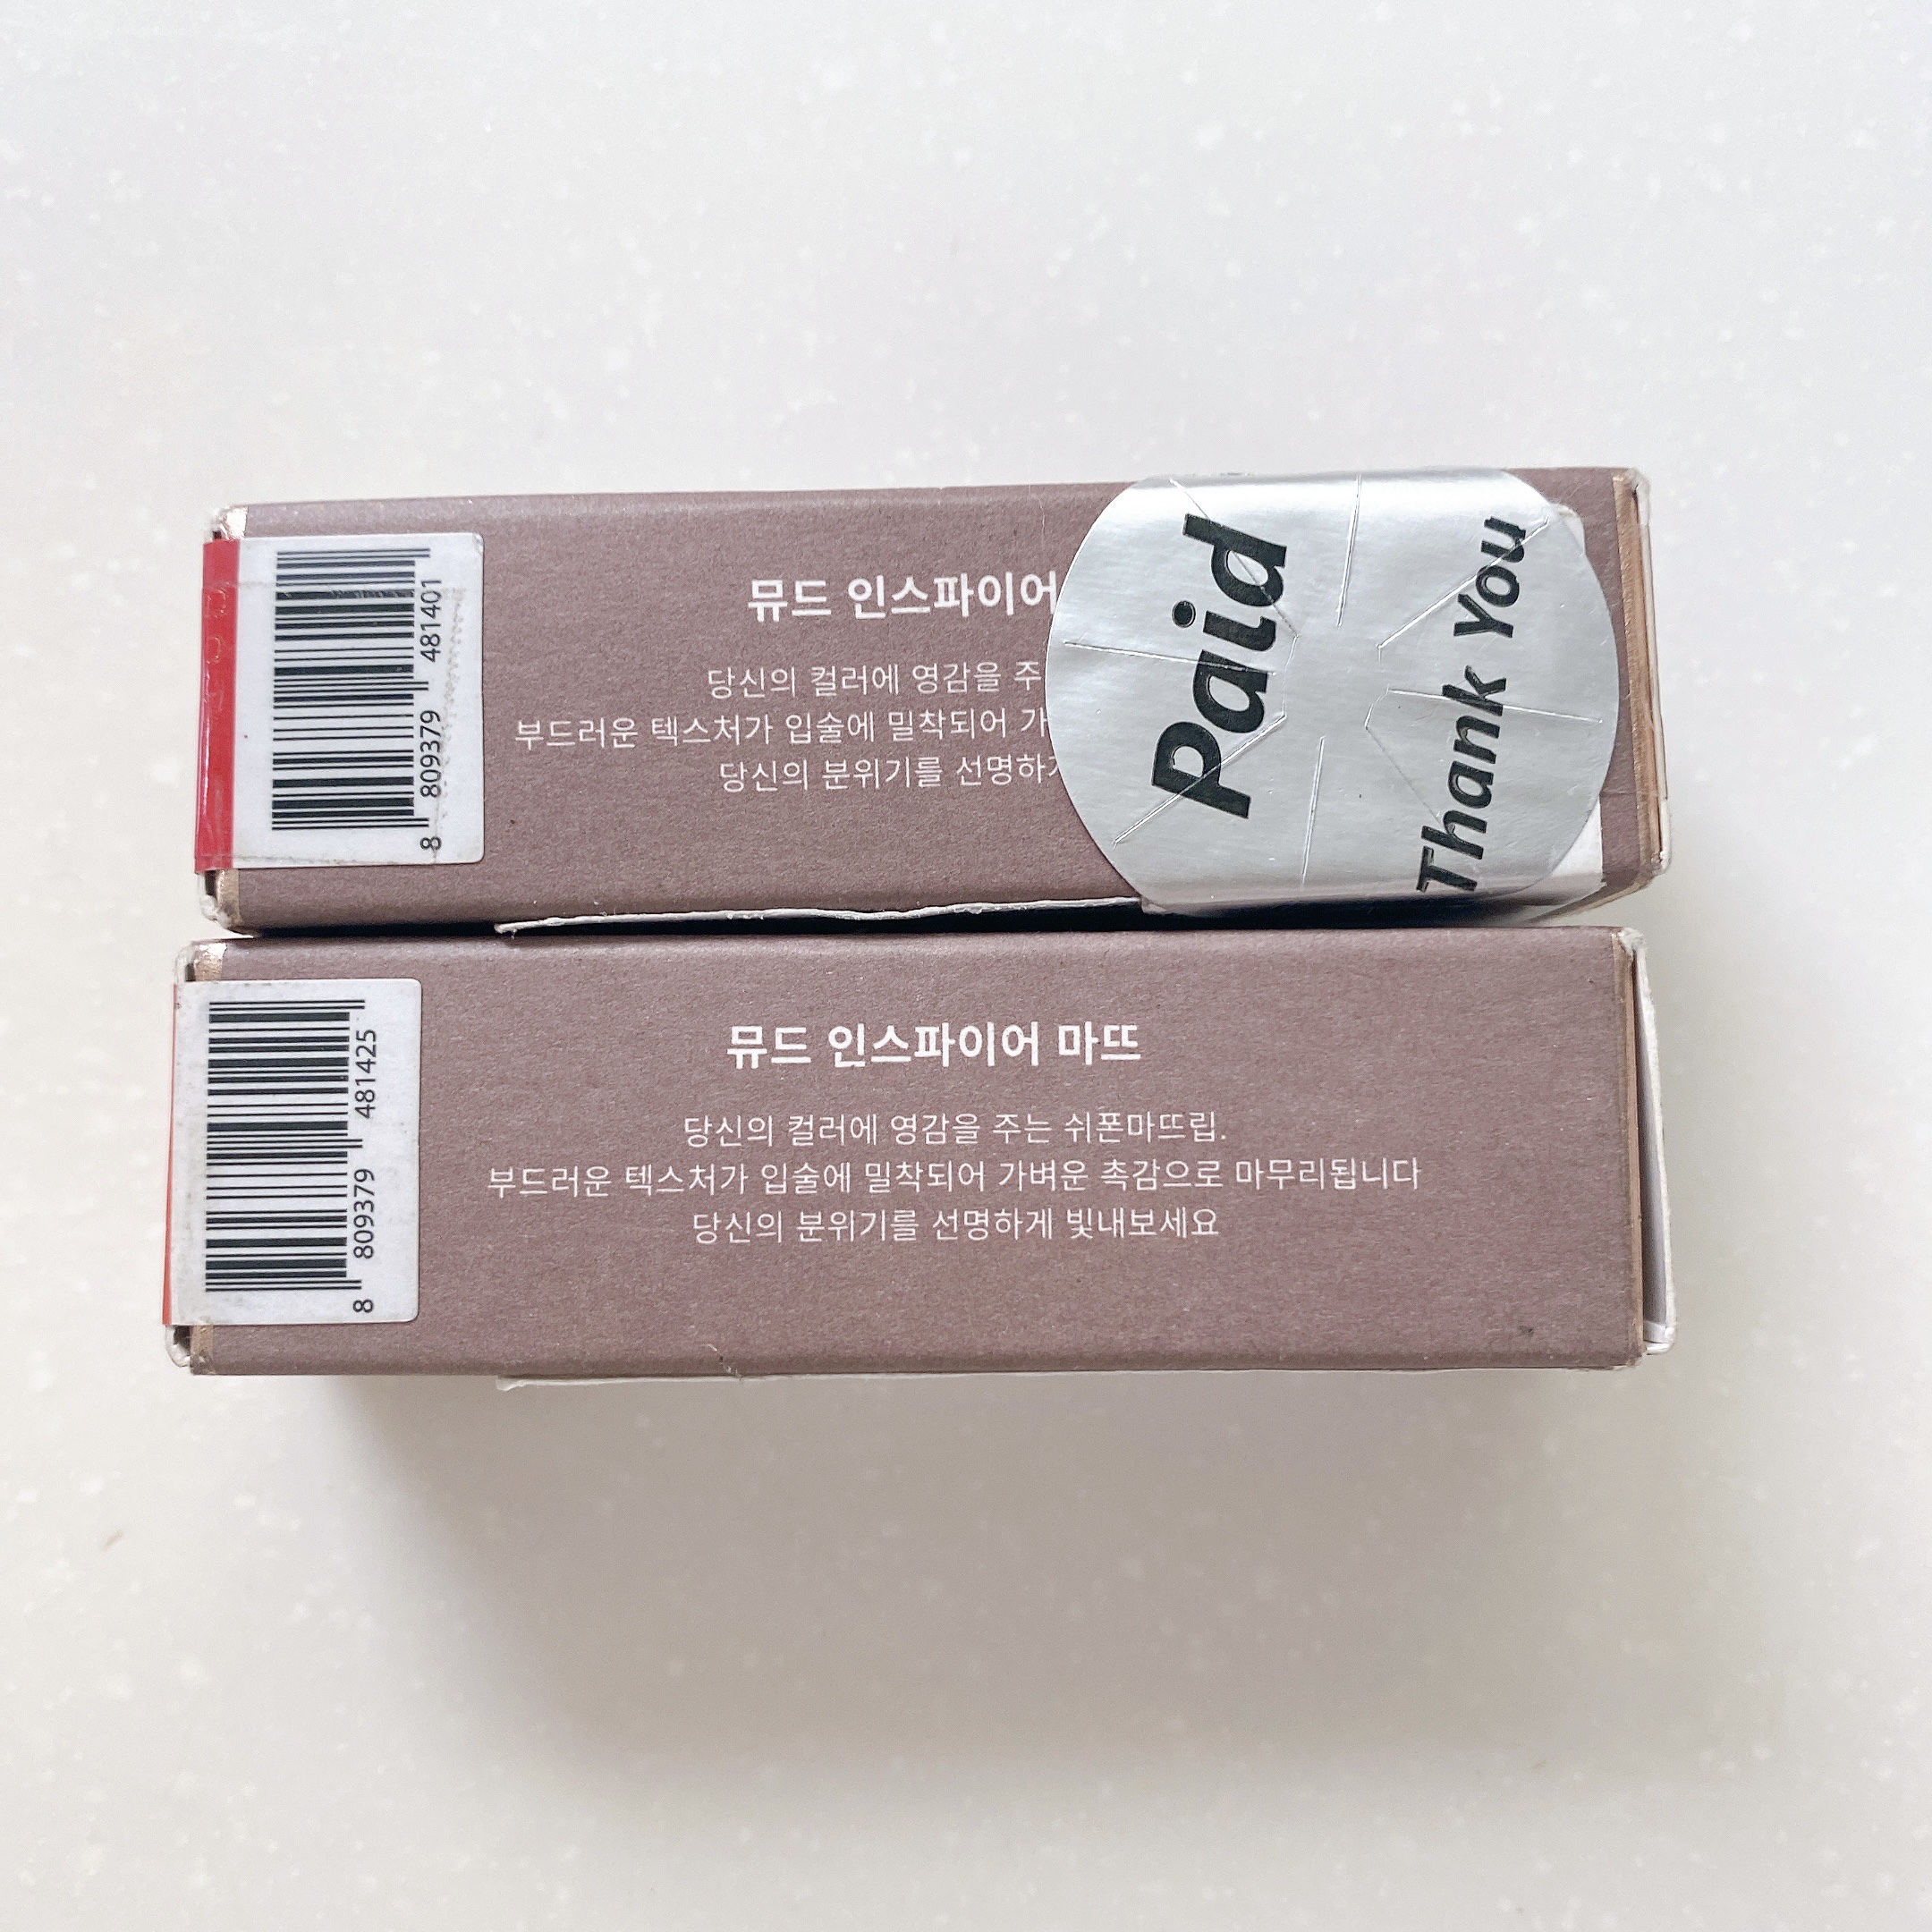 뮤드 인스파이어
당신의 컬러에 영감을 주
부드러운 텍스처가 입술에 밀착되어 가
당신의 분위기를 선명하게
8 809379 481401
Paid
Thank You
뮤드 인스파이어 마뜨
당신의 컬러에 영감을 주는 쉬폰마뜨립.
부드러운 텍스처가 입술에 밀착되어 가벼운 촉감으로 마무리됩니다
당신의 분위기를 선명하게 빛내보세요
8 809379 481425